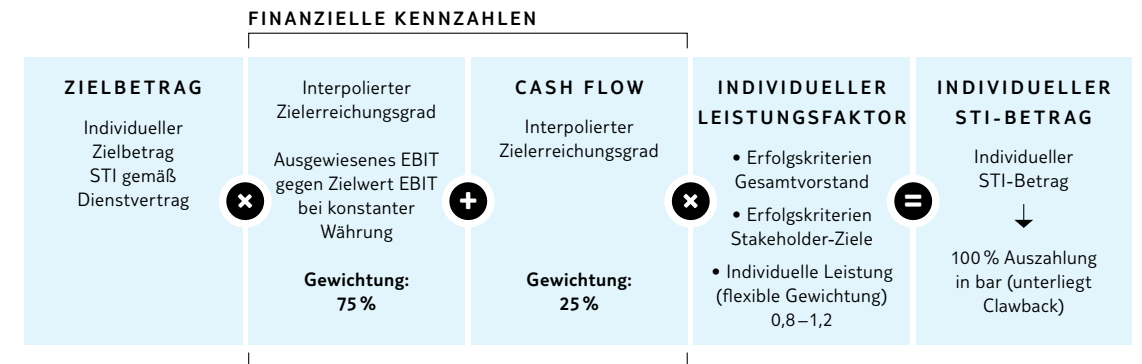 FINANZIELLE KENNZAHLEN
ZIELBETRAG
Individueller
Zielbetrag
STI gemäß
Dienstvertrag
×
Interpolierter
Zielerreichungsgrad
Ausgewiesenes EBIT
gegen Zielwert EBIT
bei konstanter
Währung
Gewichtung:
75 %
+
CASH FLOW
Interpolierter
Zielerreichungsgrad
Gewichtung:
25 %
×
INDIVIDUELLER
LEISTUNGSFAKTOR
• Erfolgskriterien
Gesamtvorstand
• Erfolgskriterien
Stakeholder-Ziele
• Individuelle Leistung
(flexible Gewichtung)
0,8 – 1,2
=
INDIVIDUELLER
STI-BETRAG
Individueller
STI-Betrag
↓
100 % Auszahlung
in bar (unterliegt
Clawback)